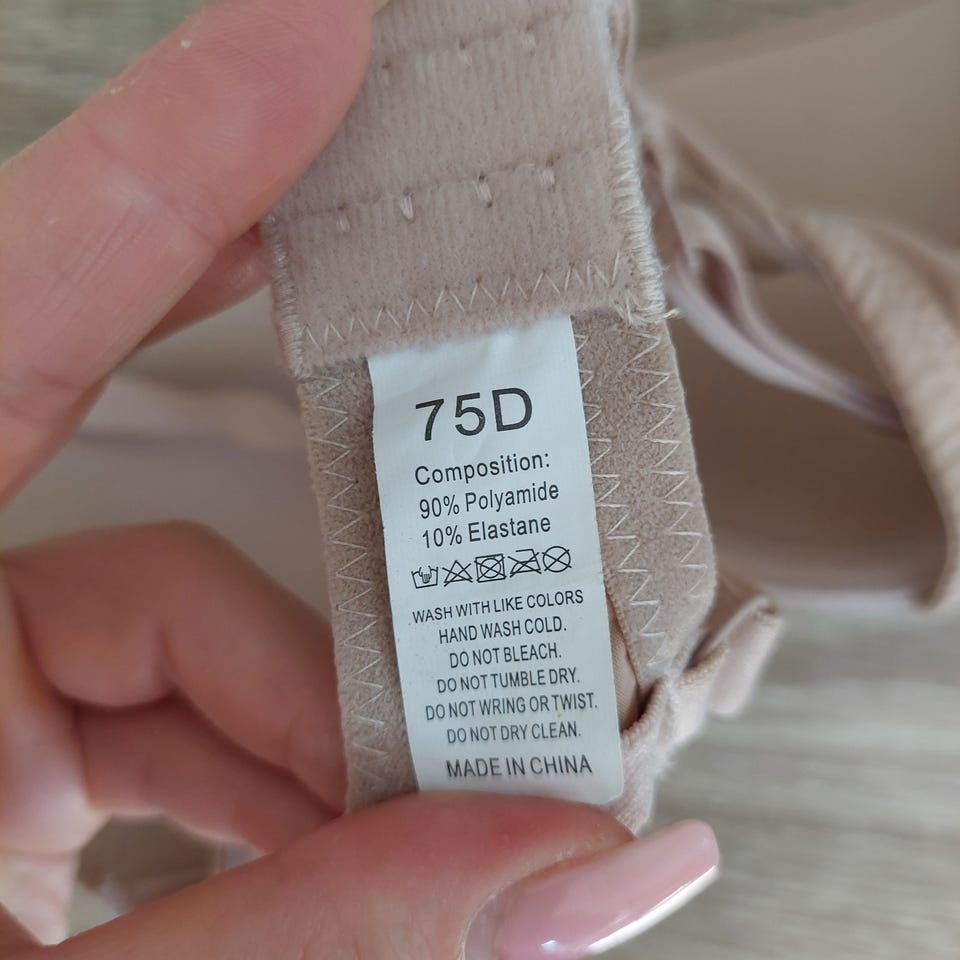 75D
Composition:
90% Polyamide
10% Elastane
WASH WITH LIKE COLORS
HAND WASH COLD.
DO NOT BLEACH.
DO NOT TUMBLE DRY.
DO NOT WRING OR TWIST.
DO NOT DRY CLEAN.
MADE IN CHINA